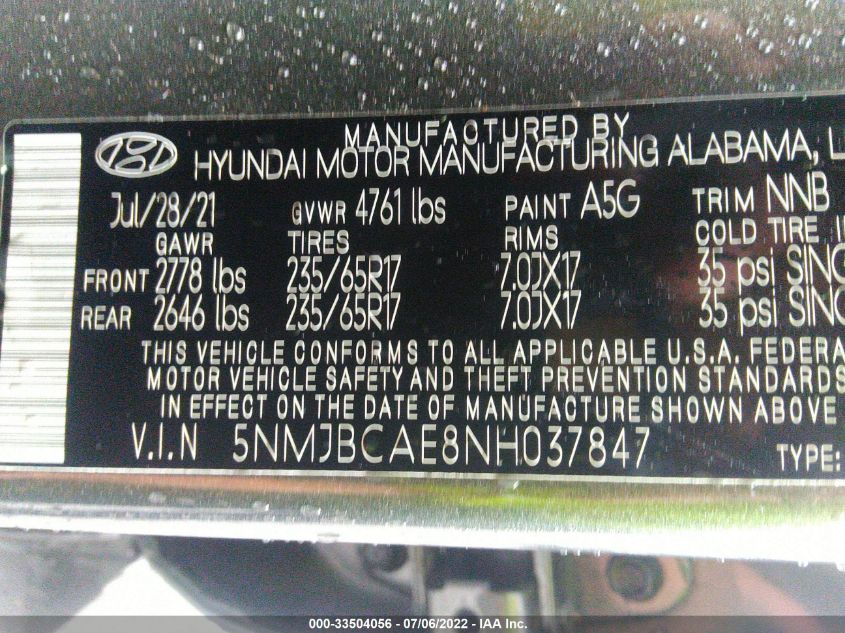 MANUFACTURED BY
HYUNDAI MOTOR MANUFACTURING ALABAMA, L
Jul/28/21 GVWR 4761 lbs PAINT A5G TRIM NNB
GAWR TIRES RIMS COLD TIRE
FRONT 2778 lbs 235/65R17 7.0JX17 35 psi SING
REAR 2646 lbs 235/65R17 7.0JX17 35 psi SING
THIS VEHICLE CONFORMS TO ALL APPLICABLE U.S.A. FEDERA
MOTOR VEHICLE SAFETY AND THEFT PREVENTION STANDARDS
IN EFFECT ON THE DATE OF MANUFACTURE SHOWN ABOVE
V.I.N 5NMJBCAE8NH037847 TYPE:
000-33504056 - 07/06/2022 - IAA Inc.